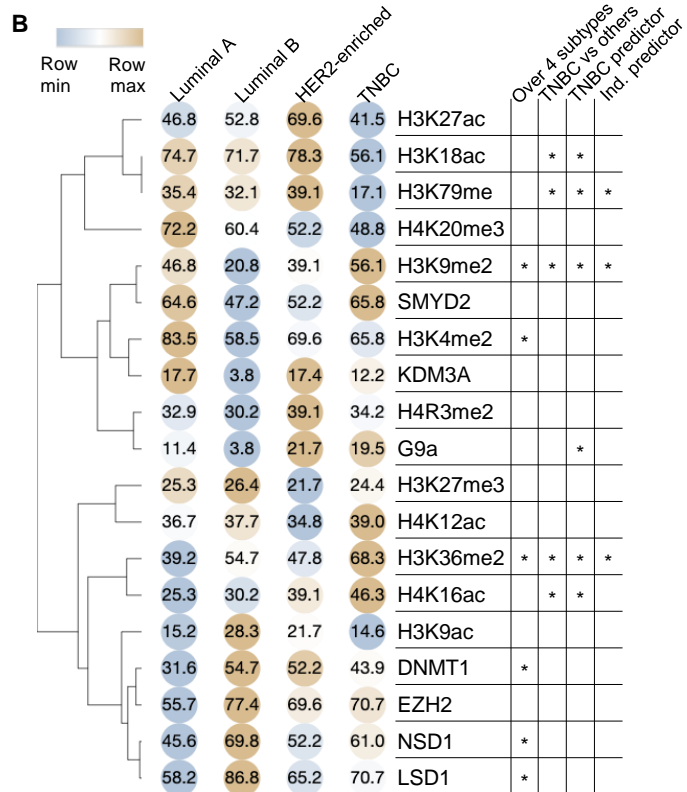 B
Row min
Row max
Luminal A
Luminal B
HER2-enriched
TNBC
Over 4 subtypes
TNBC vs others
TNBC predictor
Ind. predictor
46.8 52.8 69.6 41.5 H3K27ac
74.7 71.7 78.3 56.1 H3K18ac * *
35.4 32.1 39.1 17.1 H3K79me * * *
72.2 60.4 52.2 48.8 H4K20me3
46.8 20.8 39.1 56.1 H3K9me2 * * * *
64.6 47.2 52.2 65.8 SMYD2
83.5 58.5 69.6 65.8 H3K4me2 *
17.7 3.8 17.4 12.2 KDM3A
32.9 30.2 39.1 34.2 H4R3me2
11.4 3.8 21.7 19.5 G9a *
25.3 26.4 21.7 24.4 H3K27me3
36.7 37.7 34.8 39.0 H4K12ac
39.2 54.7 47.8 68.3 H3K36me2 * * * *
25.3 30.2 39.1 46.3 H4K16ac * *
15.2 28.3 21.7 14.6 H3K9ac
31.6 54.7 52.2 43.9 DNMT1 *
55.7 77.4 69.6 70.7 EZH2
45.6 69.8 52.2 61.0 NSD1 *
58.2 86.8 65.2 70.7 LSD1 *